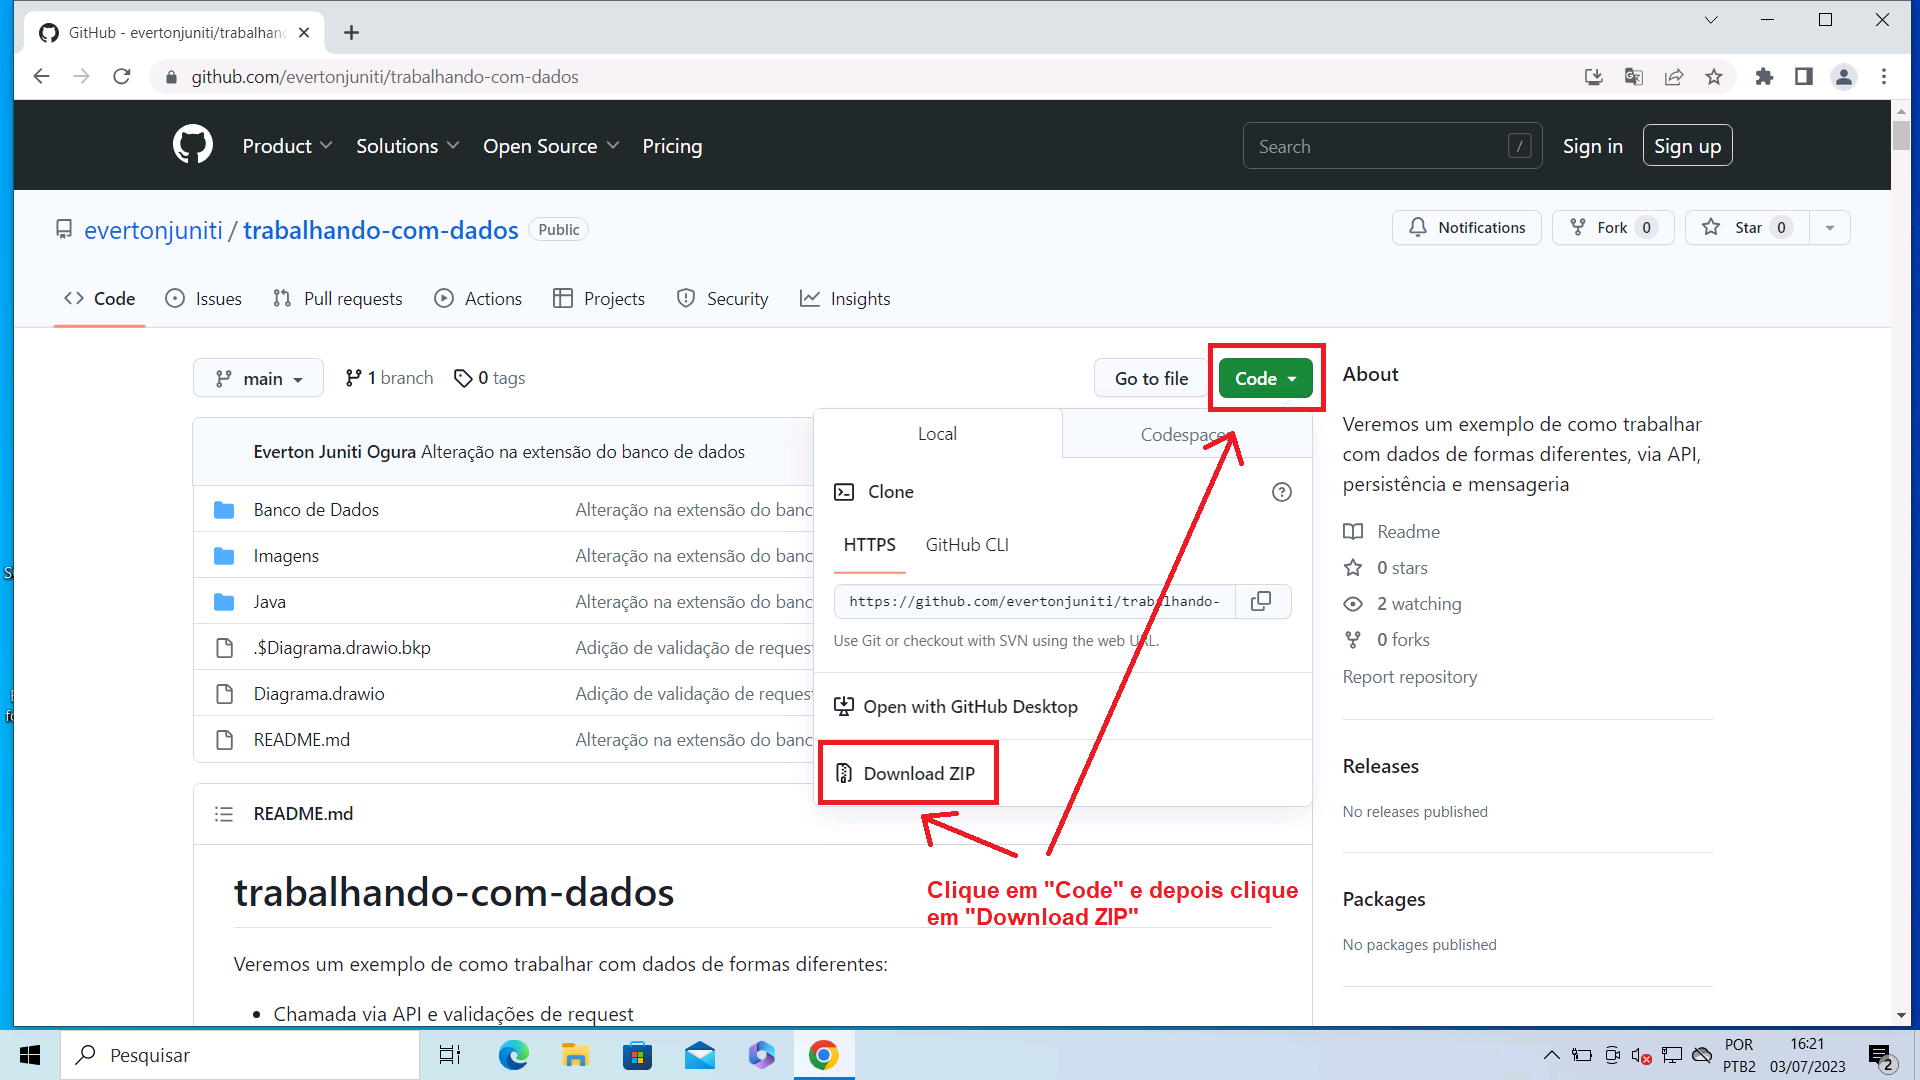 GitHub - evertonjuniti/trabalhand
github.com/evertonjuniti/trabalhando-com-dados
Product Solutions Open Source Pricing Search / Sign in Sign up
evertonjuniti / trabalhando-com-dados Public Notifications Fork 0 Star 0
Code Issues Pull requests Actions Projects Security Insights
main 1 branch 0 tags Go to file Code
Everton Juniti Ogura Alteração na extensão do banco de dados
Banco de Dados Alteração na extensão do banc
Imagens Alteração na extensão do banc
Java Alteração na extensão do banc
.$Diagrama.drawio.bkp Adição de validação de reques
Diagrama.drawio Adição de validação de reques
README.md Alteração na extensão do banc
Local Codespaces
Clone
HTTPS GitHub CLI
https://github.com/evertonjuniti/trabalhando-
Use Git or checkout with SVN using the web URL.
Open with GitHub Desktop
Download ZIP
Clique em "Code" e depois clique
em "Download ZIP"
README.md
trabalhando-com-dados
Veremos um exemplo de como trabalhar com dados de formas diferentes:
• Chamada via API e validações de request
About
Veremos um exemplo de como trabalhar
com dados de formas diferentes, via API,
persistência e mensageria
Readme
0 stars
2 watching
0 forks
Report repository
Releases
No releases published
Packages
No packages published
Pesquisar
POR
PTB2
16:21
03/07/2023
2